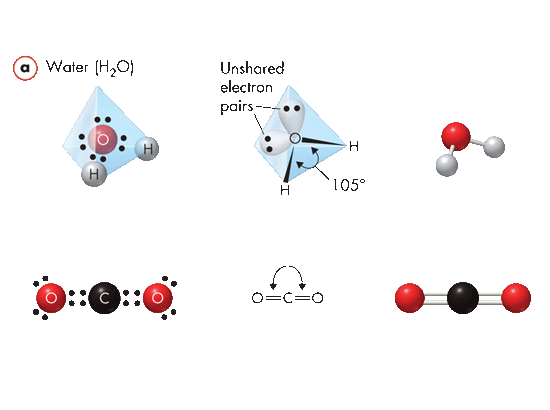 a Water (H₂O)
Unshared
electron
pairs
O
H
H
O
H
H
105°
O C O
O=C=O